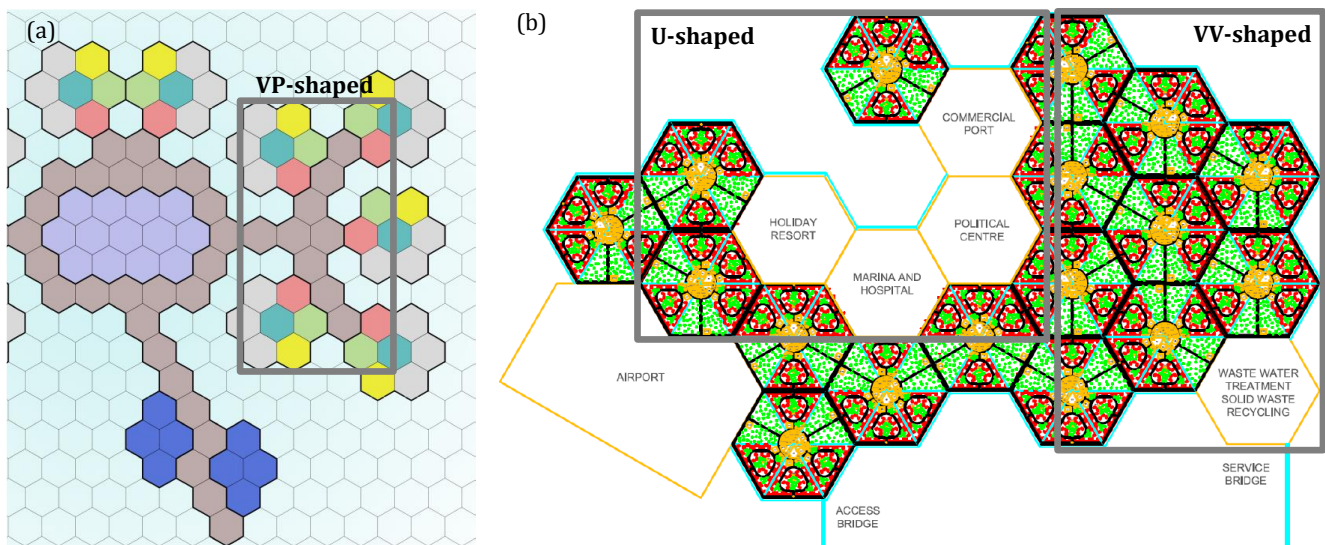 (a)
VP-shaped
(b)
U-shaped
VV-shaped
COMMERCIAL
PORT
HOLIDAY
RESORT
POLITICAL
CENTRE
MARINA AND
HOSPITAL
AIRPORT
WASTE WATER
TREATMENT
SOLID WASTE
RECYCLING
SERVICE
BRIDGE
ACCESS
BRIDGE